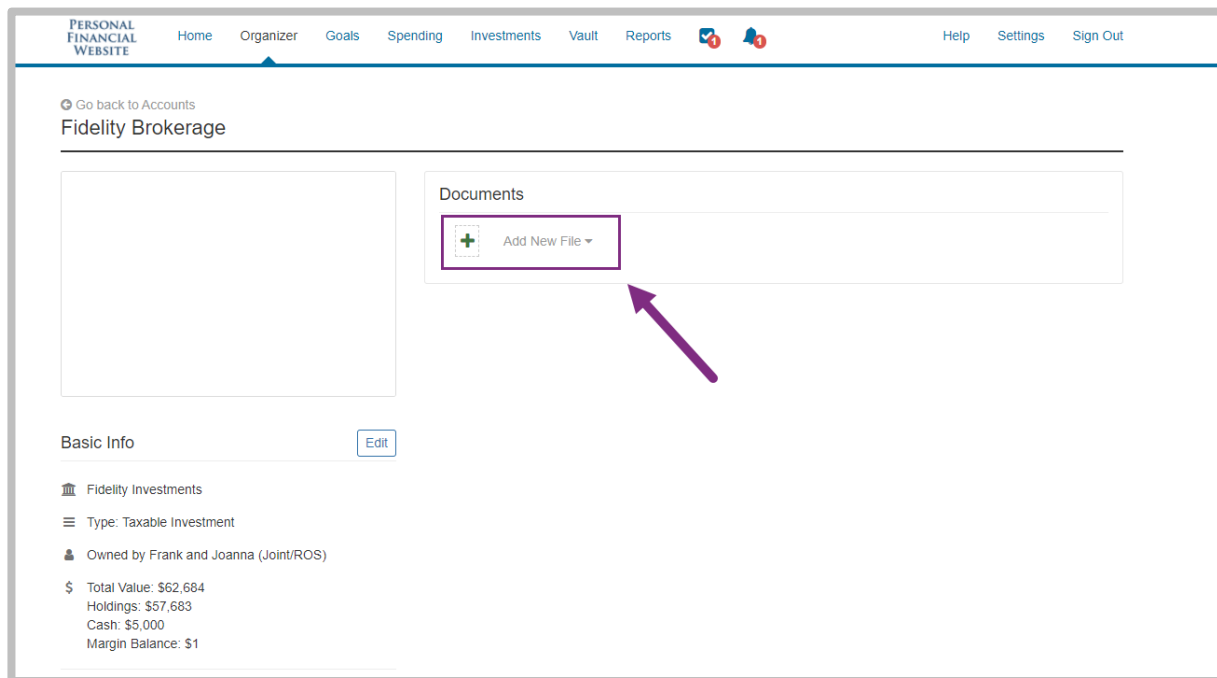 PERSONAL
FINANCIAL
WEBSITE
Home Organizer Goals Spending Investments Vault Reports 1 1 Help Settings Sign Out
Go back to Accounts
Fidelity Brokerage
Documents
Add New File
Basic Info Edit
Fidelity Investments
Type: Taxable Investment
Owned by Frank and Joanna (Joint/ROS)
$ Total Value: $62,684
Holdings: $57,683
Cash: $5,000
Margin Balance: $1